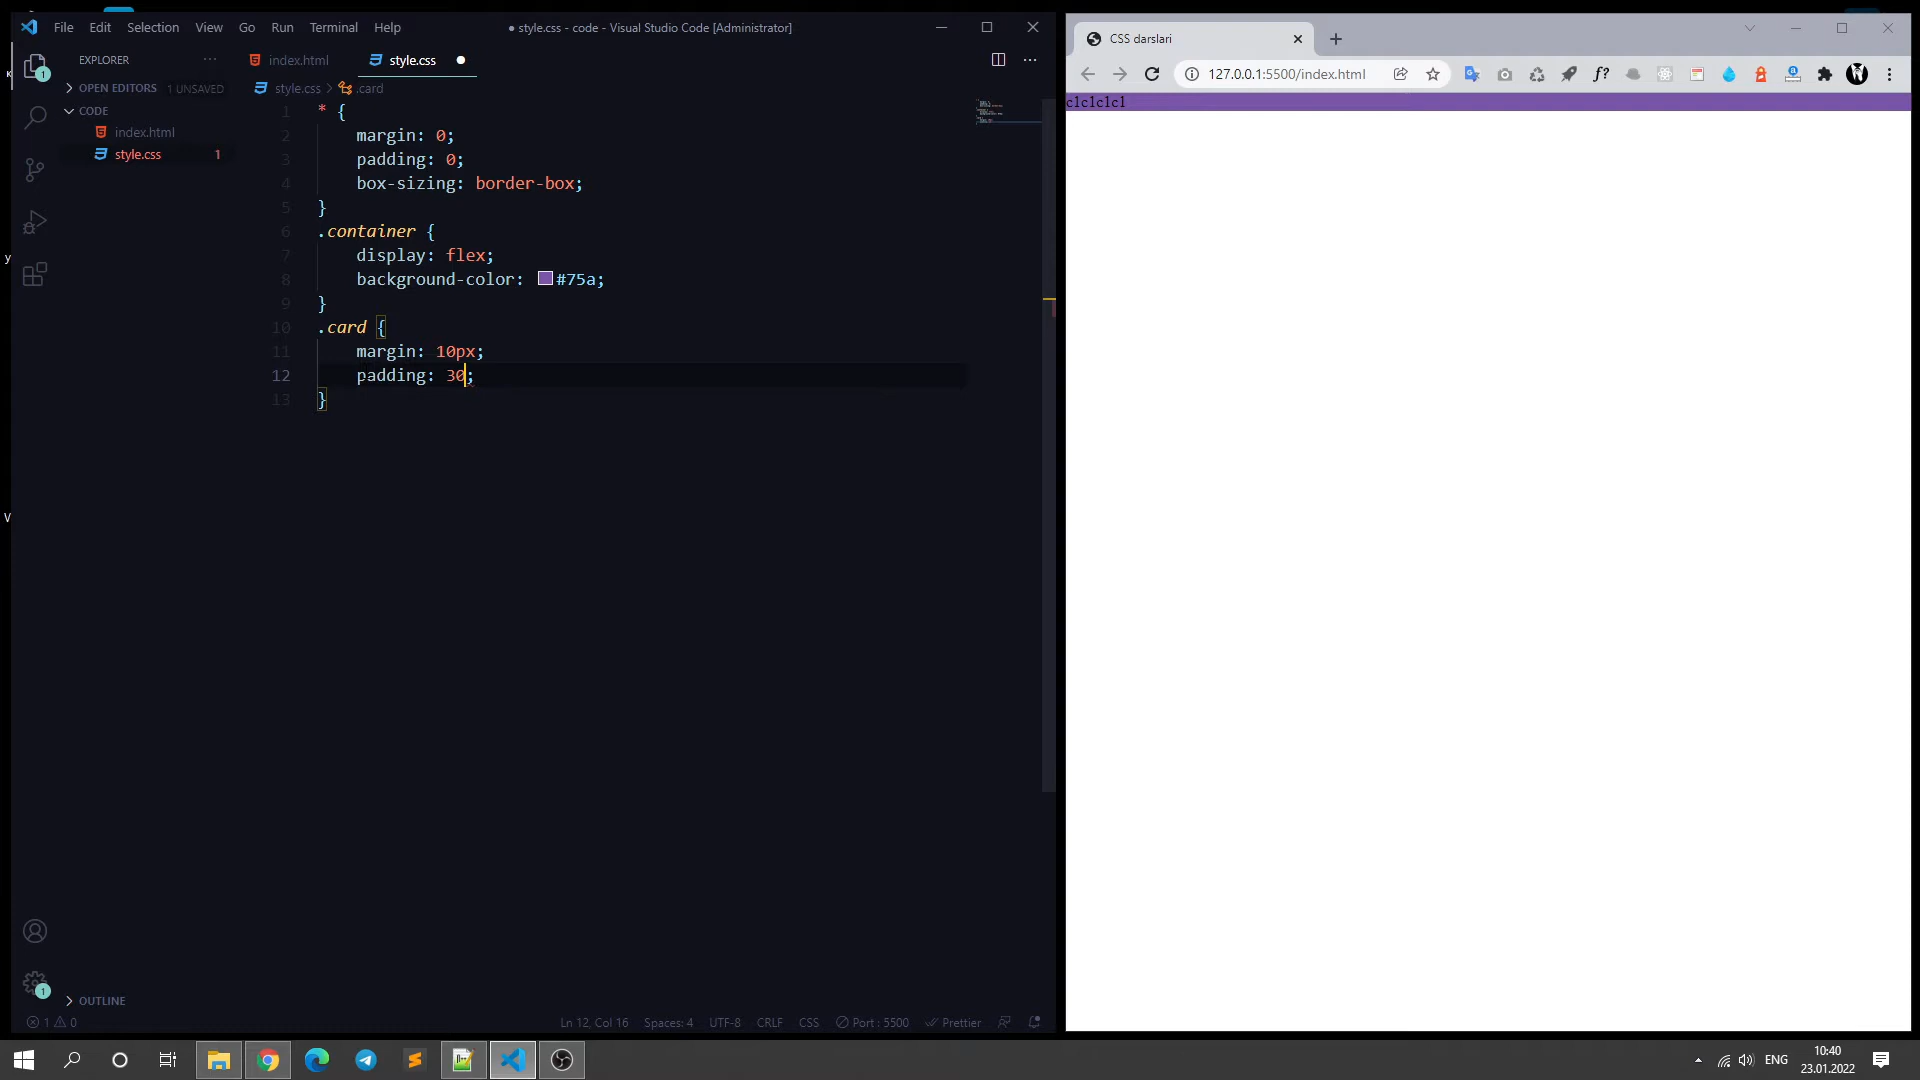 File Edit Selection View Go Run Terminal Help
● style.css - code - Visual Studio Code [Administrator]
EXPLORER
index.html
style.css
OPEN EDITORS 1 UNSAVED
style.css > .card
CODE
index.html
style.css 1
1 * {
2 margin: 0;
3 padding: 0;
4 box-sizing: border-box;
5 }
6 .container {
7 display: flex;
8 background-color: #75a;
9 }
10 .card {
11 margin: 10px;
12 padding: 30;
13 }
OUTLINE
1 0
Ln 12, Col 16 Spaces: 4 UTF-8 CRLF CSS Port : 5500 Prettier
CSS darslari
127.0.0.1:5500/index.html
f?
c1c1c1c1
ENG
10:40
23.01.2022